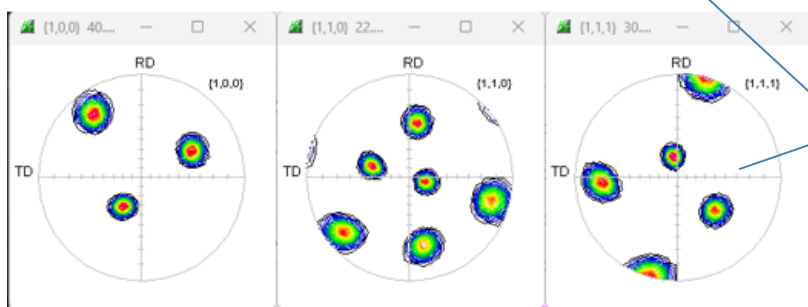 {1,0,0} 40....
RD
{1,0,0}
TD
{1,1,0} 22....
RD
{1,1,0}
TD
{1,1,1} 30....
RD
{1,1,1}
TD